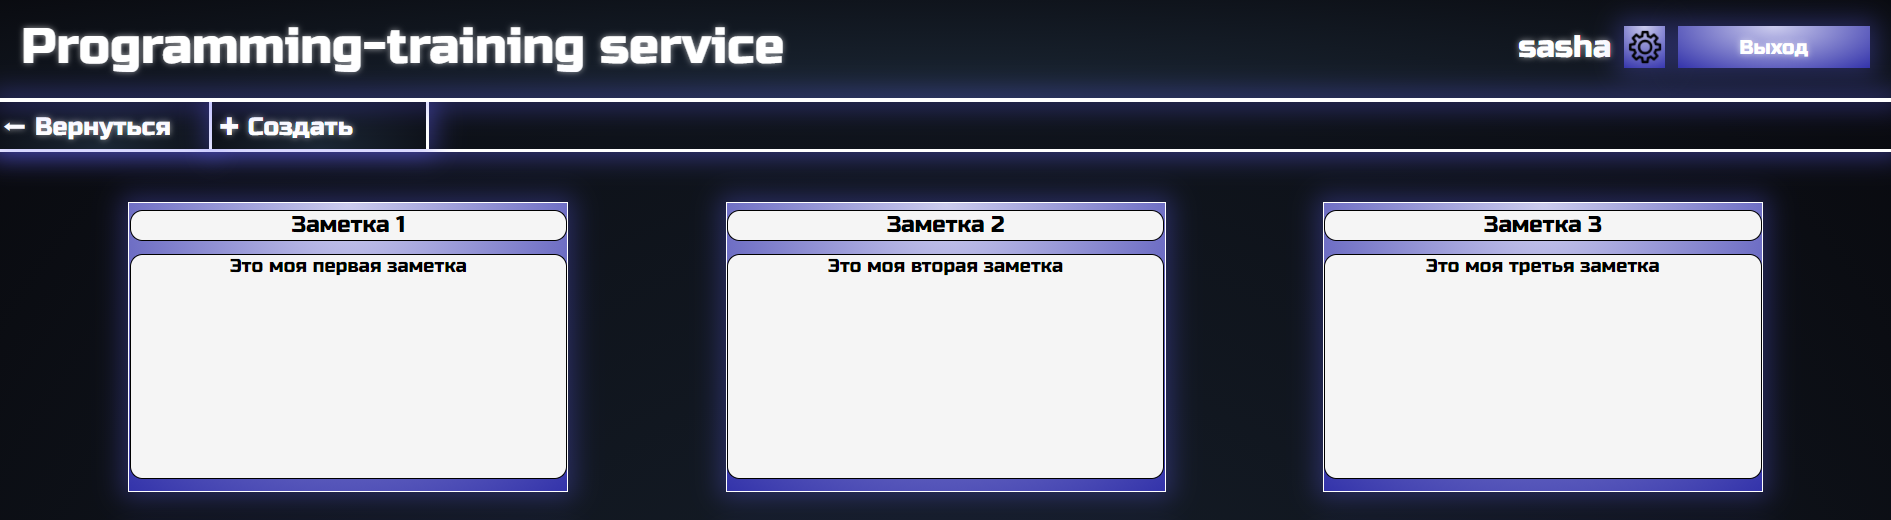 Programming-training service
sasha
Выход
← Вернуться
+ Создать
Заметка 1
Это моя первая заметка
Заметка 2
Это моя вторая заметка
Заметка 3
Это моя третья заметка